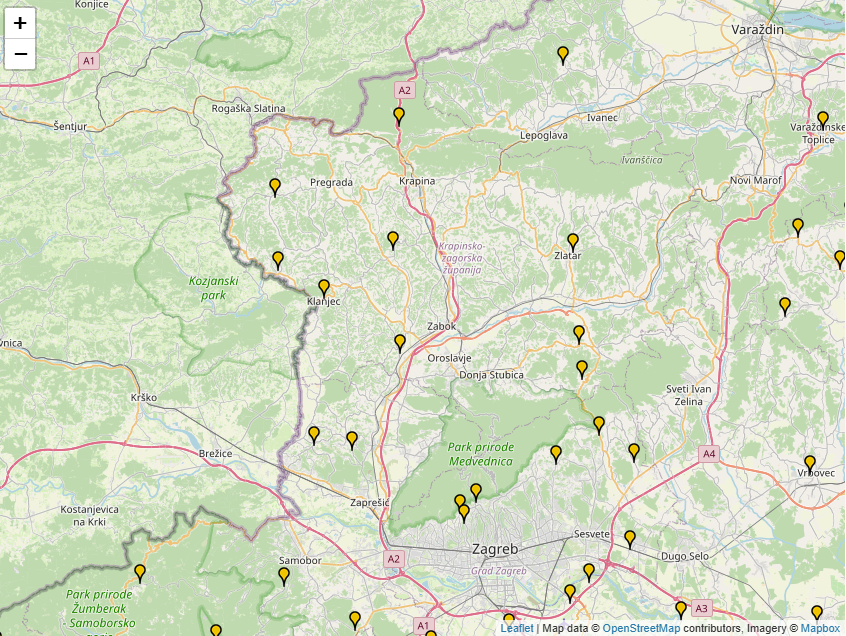 Konjice
+
−
Varaždin
A1
A2
Rogaška Slatina
Ivanec
Šentjur
Lepoglava
Varaždinske
Toplice
Ivanščica
Pregrada
Krapina
Novi Marof
Krapinsko-
zagorska
županija
Zlatar
Kozjanski
park
Klanjec
Zabok
Oroslavje
Donja Stubica
Sveti Ivan
Zelina
Krško
Park prirode
Medvednica
A4
Brežice
Vrbovec
Zaprešić
Kostanjevica
na Krki
Sesvete
Zagreb
Dugo Selo
Samobor
A2
Grad Zagreb
Park prirode
Žumberak
- Samoborsko
gorje
A3
A1
Leaflet | Map data © OpenStreetMap contributors, Imagery © Mapbox